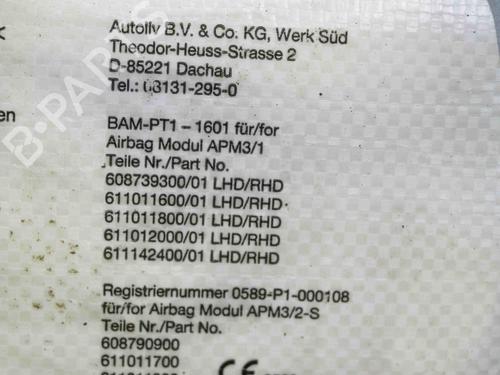 Autoliv B.V. & Co. KG, Werk Süd
Theodor-Heuss-Strasse 2
D-85221 Dachau
Tel.: 08131-295-0
en
BAM-PT1 – 1601 für/for
Airbag Modul APM3/1
Teile Nr./Part No.
608739300/01 LHD/RHD
611011600/01 LHD/RHD
611011800/01 LHD/RHD
611012000/01 LHD/RHD
611142400/01 LHD/RHD
Registriernummer 0589-P1-000108
für/for Airbag Modul APM3/2-S
Teile Nr./Part No.
608790900
611011700
CE
B-PARTS